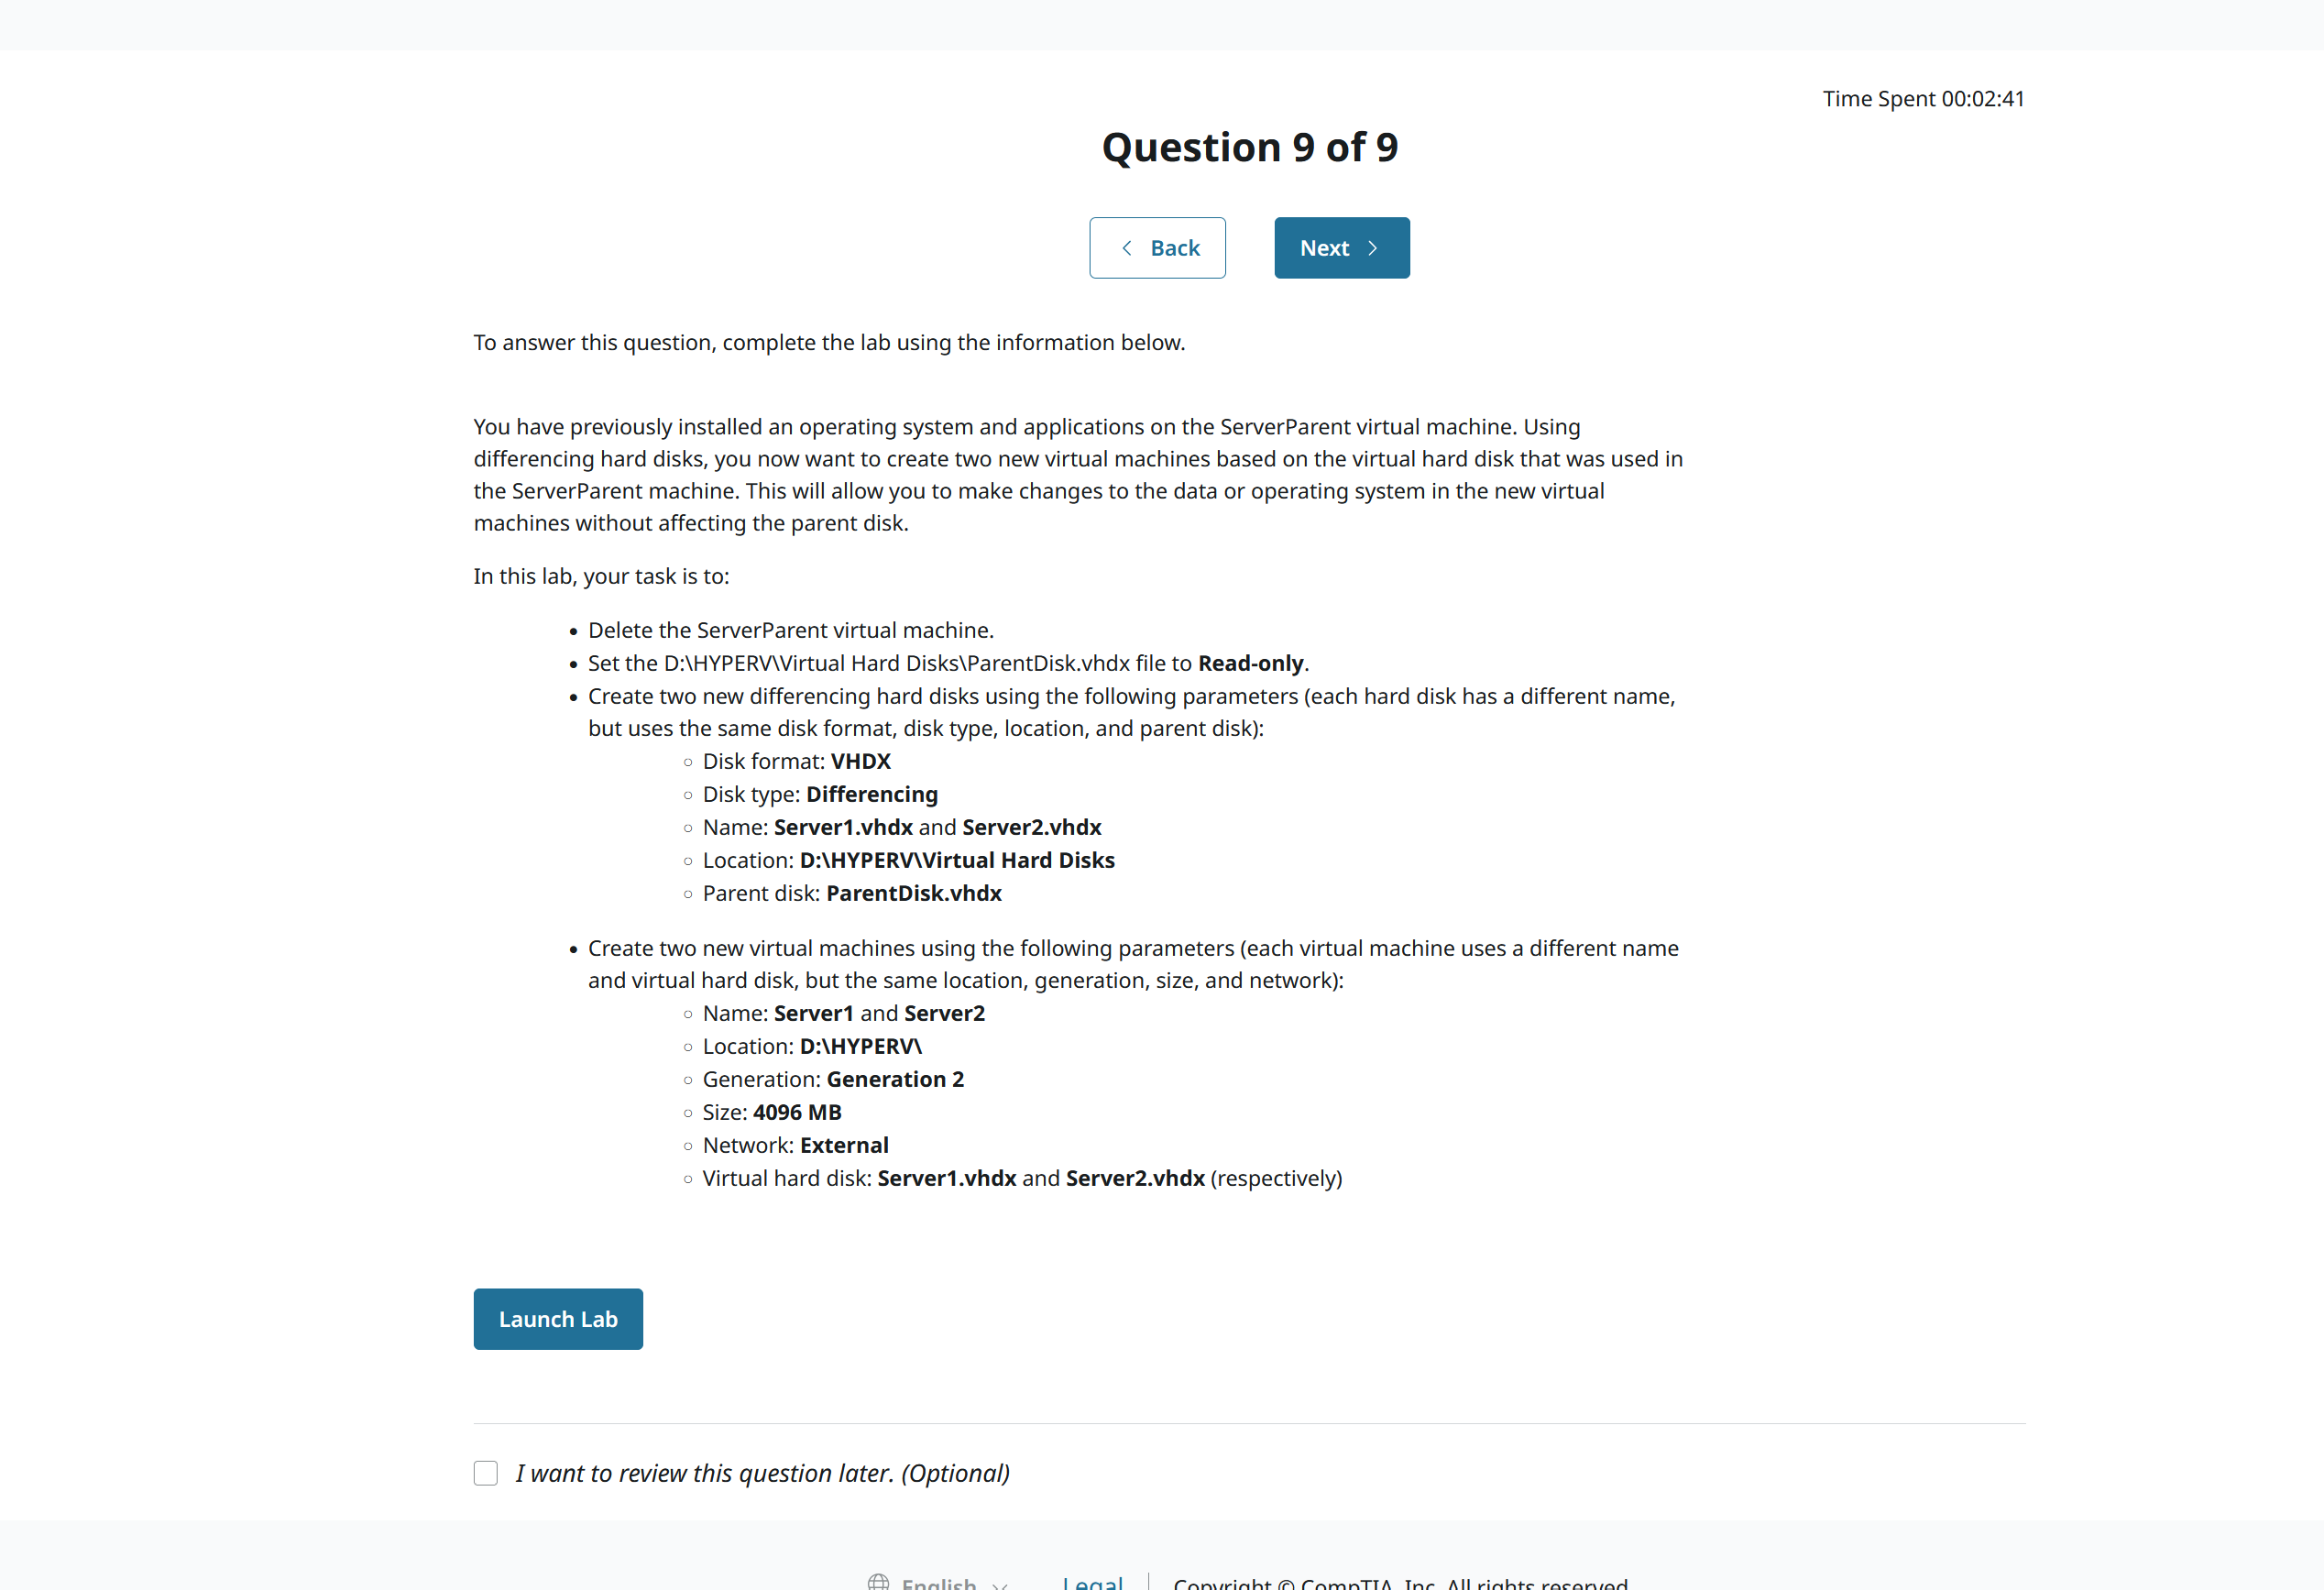 Time Spent 00:02:41
Question 9 of 9
Back
Next
To answer this question, complete the lab using the information below.
You have previously installed an operating system and applications on the ServerParent virtual machine. Using
differencing hard disks, you now want to create two new virtual machines based on the virtual hard disk that was used in
the ServerParent machine. This will allow you to make changes to the data or operating system in the new virtual
machines without affecting the parent disk.
In this lab, your task is to:
• Delete the ServerParent virtual machine.
• Set the D:\HYPERV\Virtual Hard Disks\ParentDisk.vhdx file to Read-only.
• Create two new differencing hard disks using the following parameters (each hard disk has a different name,
but uses the same disk format, disk type, location, and parent disk):
◦ Disk format: VHDX
◦ Disk type: Differencing
◦ Name: Server1.vhdx and Server2.vhdx
◦ Location: D:\HYPERV\Virtual Hard Disks
◦ Parent disk: ParentDisk.vhdx
• Create two new virtual machines using the following parameters (each virtual machine uses a different name
and virtual hard disk, but the same location, generation, size, and network):
◦ Name: Server1 and Server2
◦ Location: D:\HYPERV\
◦ Generation: Generation 2
◦ Size: 4096 MB
◦ Network: External
◦ Virtual hard disk: Server1.vhdx and Server2.vhdx (respectively)
Launch Lab
I want to review this question later. (Optional)
English Legal Copyright © CompTIA, Inc. All rights reserved.